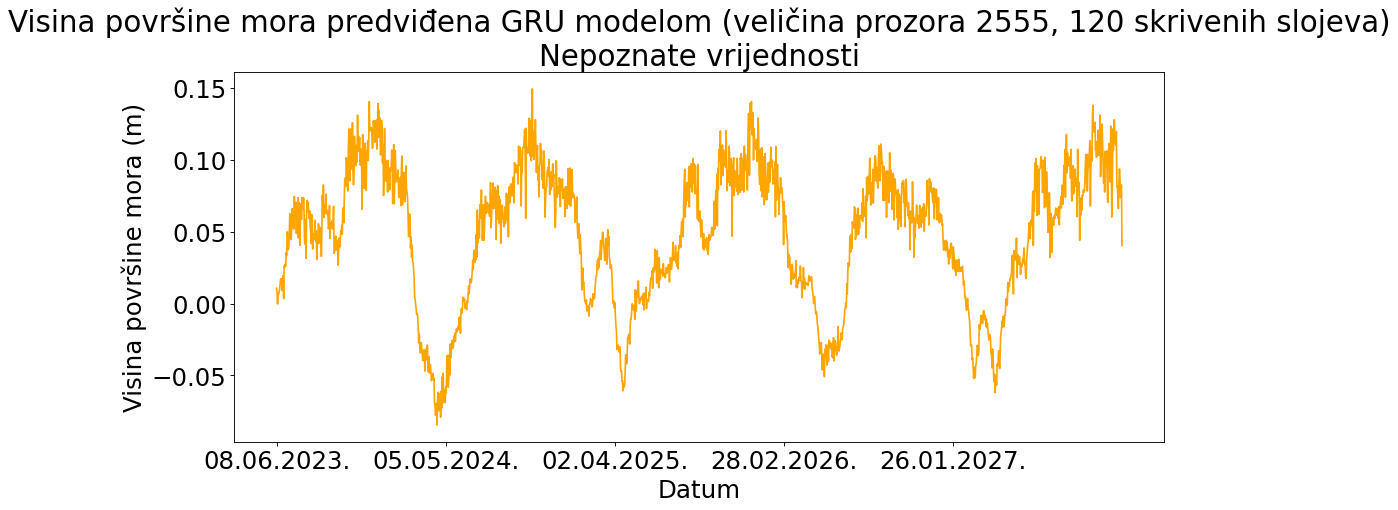 Visina površine mora predviđena GRU modelom (veličina prozora 2555, 120 skrivenih slojeva)
Nepoznate vrijednosti
Visina površine mora (m)
0.15
0.10
0.05
0.00
−0.05
08.06.2023. 05.05.2024. 02.04.2025. 28.02.2026. 26.01.2027.
Datum